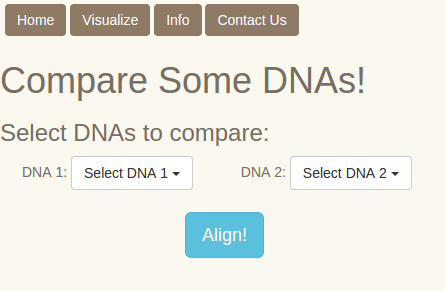 Home Visualize Info Contact Us
Compare Some DNAs!
Select DNAs to compare:
DNA 1: Select DNA 1 DNA 2: Select DNA 2
Align!